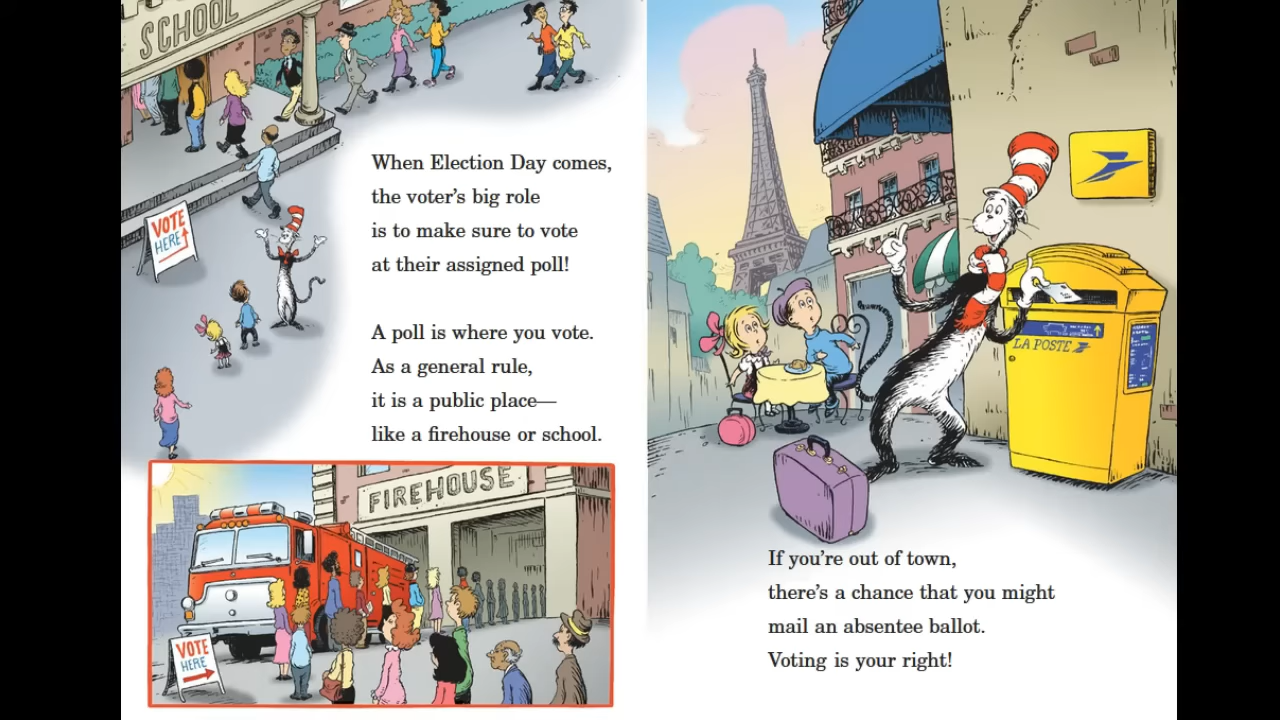 SCHOOL
VOTE
HERE
When Election Day comes,
the voter's big role
is to make sure to vote
at their assigned poll!
A poll is where you vote.
As a general rule,
it is a public place—
like a firehouse or school.
FIREHOUSE
VOTE
HERE
LA POSTE
If you're out of town,
there's a chance that you might
mail an absentee ballot.
Voting is your right!